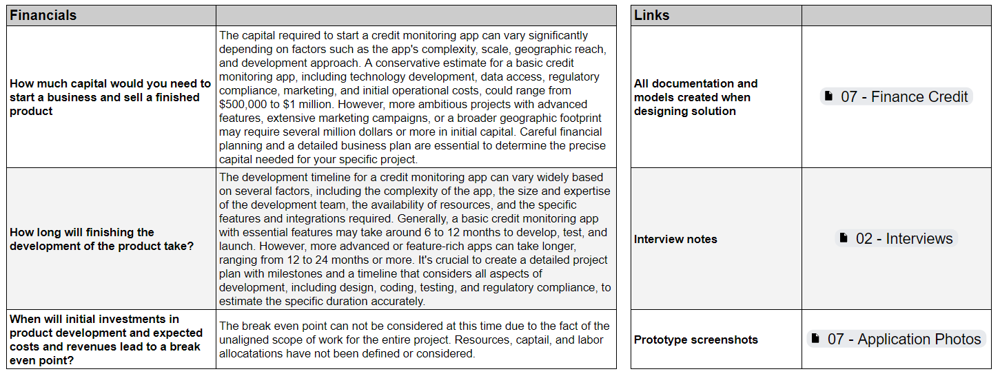 Financials
How much capital would you need to
start a business and sell a finished
product
The capital required to start a credit monitoring app can vary significantly
depending on factors such as the app's complexity, scale, geographic reach,
and development approach. A conservative estimate for a basic credit
monitoring app, including technology development, data access, regulatory
compliance, marketing, and initial operational costs, could range from
$500,000 to $1 million. However, more ambitious projects with advanced
features, extensive marketing campaigns, or a broader geographic footprint
may require several million dollars or more in initial capital. Careful financial
planning and a detailed business plan are essential to determine the precise
capital needed for your specific project.
How long will finishing the
development of the product take?
The development timeline for a credit monitoring app can vary widely based
on several factors, including the complexity of the app, the size and expertise
of the development team, the availability of resources, and the specific
features and integrations required. Generally, a basic credit monitoring app
with essential features may take around 6 to 12 months to develop, test, and
launch. However, more advanced or feature-rich apps can take longer,
ranging from 12 to 24 months or more. It's crucial to create a detailed project
plan with milestones and a timeline that considers all aspects of
development, including design, coding, testing, and regulatory compliance, to
estimate the specific duration accurately.
When will initial investments in
product development and expected
costs and revenues lead to a break
even point?
The break even point can not be considered at this time due to the fact of the
unaligned scope of work for the entire project. Resources, captail, and labor
allocatations have not been defined or considered.
Links
All documentation and
models created when
designing solution
07 - Finance Credit
Interview notes
02 - Interviews
Prototype screenshots
07 - Application Photos